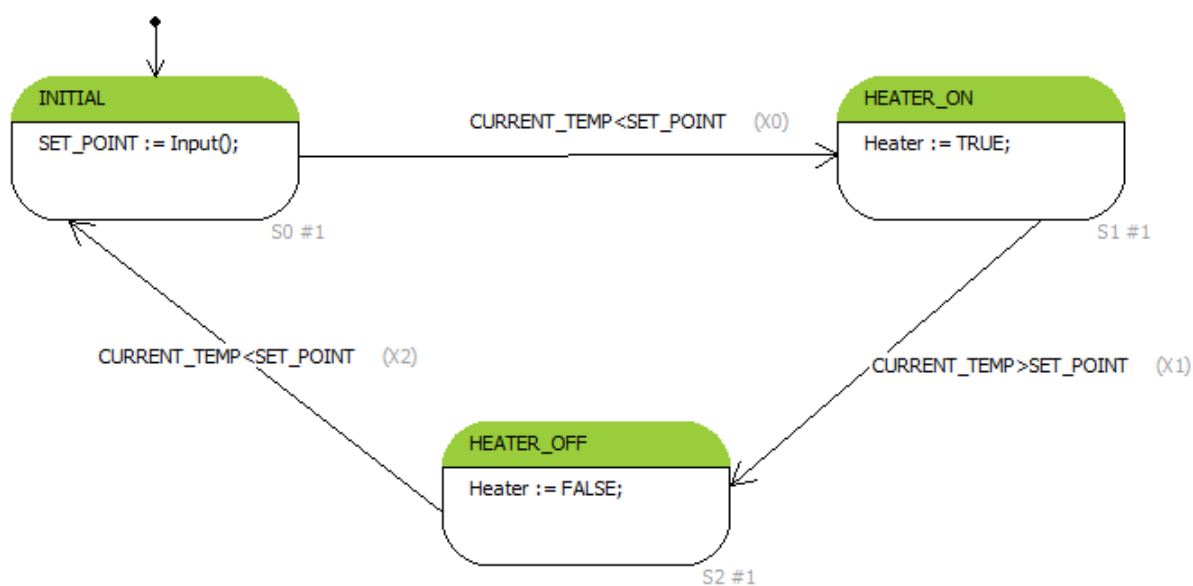 INITIAL
SET_POINT := Input();
S0 #1
CURRENT_TEMP<SET_POINT (X0)
HEATER_ON
Heater := TRUE;
S1 #1
CURRENT_TEMP<SET_POINT (X2)
CURRENT_TEMP>SET_POINT (X1)
HEATER_OFF
Heater := FALSE;
S2 #1